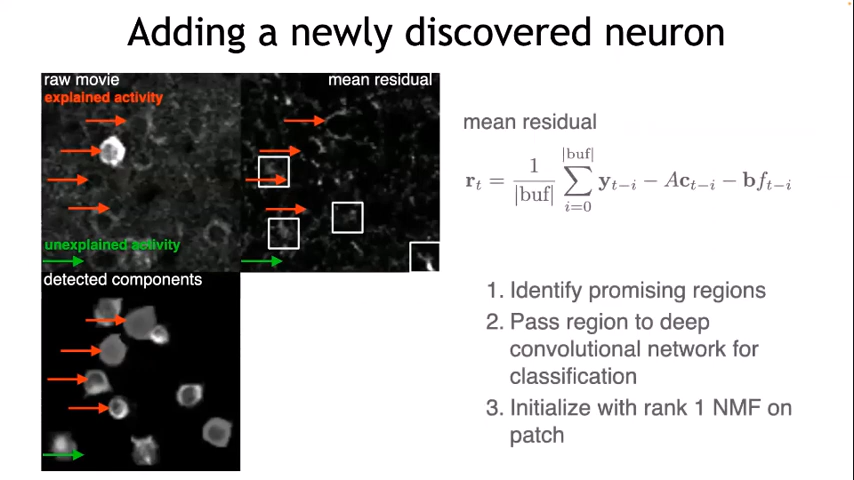 Adding a newly discovered neuron
raw movie
explained activity
mean residual
unexplained activity
detected components
mean residual
r_t = \frac{1}{|buf|} \sum_{i=0}^{|buf|} y_{t-i} - Ac_{t-i} - bf_{t-i}
1. Identify promising regions
2. Pass region to deep
convolutional network for
classification
3. Initialize with rank 1 NMF on
patch